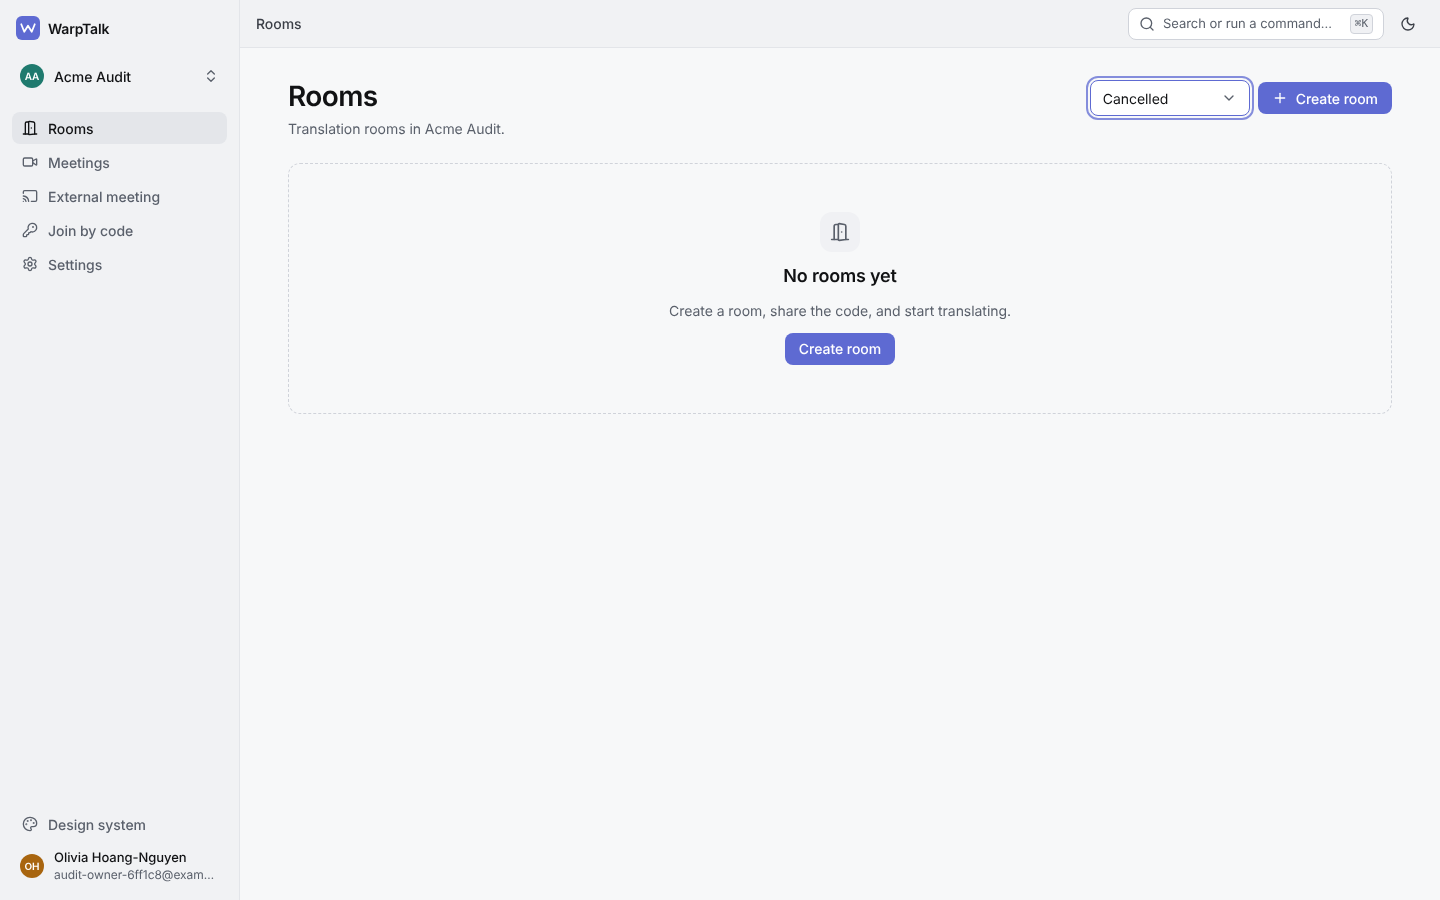 WarpTalk
AA
Acme Audit
Rooms
Meetings
External meeting
Join by code
Settings
Design system
OH
Olivia Hoang-Nguyen
audit-owner-6ff1c8@exam...
Rooms
Search or run a command...
⌘K
Rooms
Translation rooms in Acme Audit.
Cancelled
Create room
No rooms yet
Create a room, share the code, and start translating.
Create room